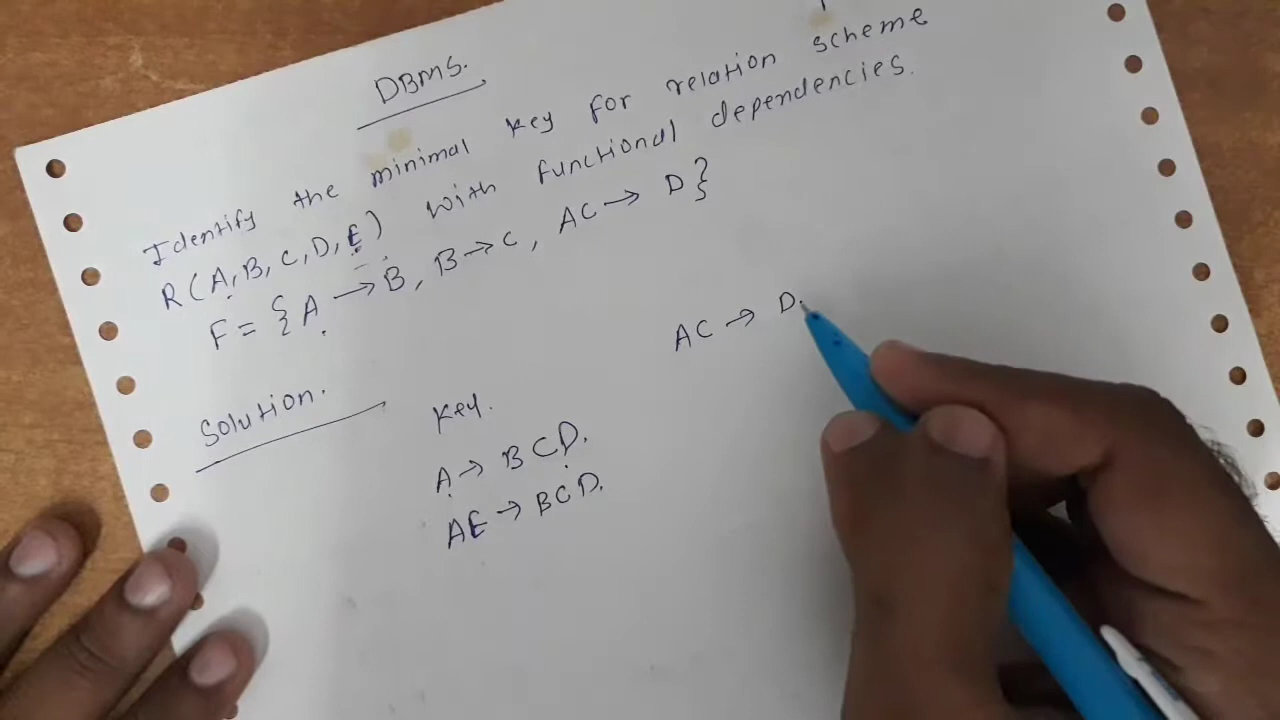 DBMS.
Identify the minimal key for relation scheme
R(A,B,C,D,E) with functional dependencies.
F = { A → B, B → C, AC → D }
AC → D.
Solution.
Key.
A → BCD.
AE → BCD.